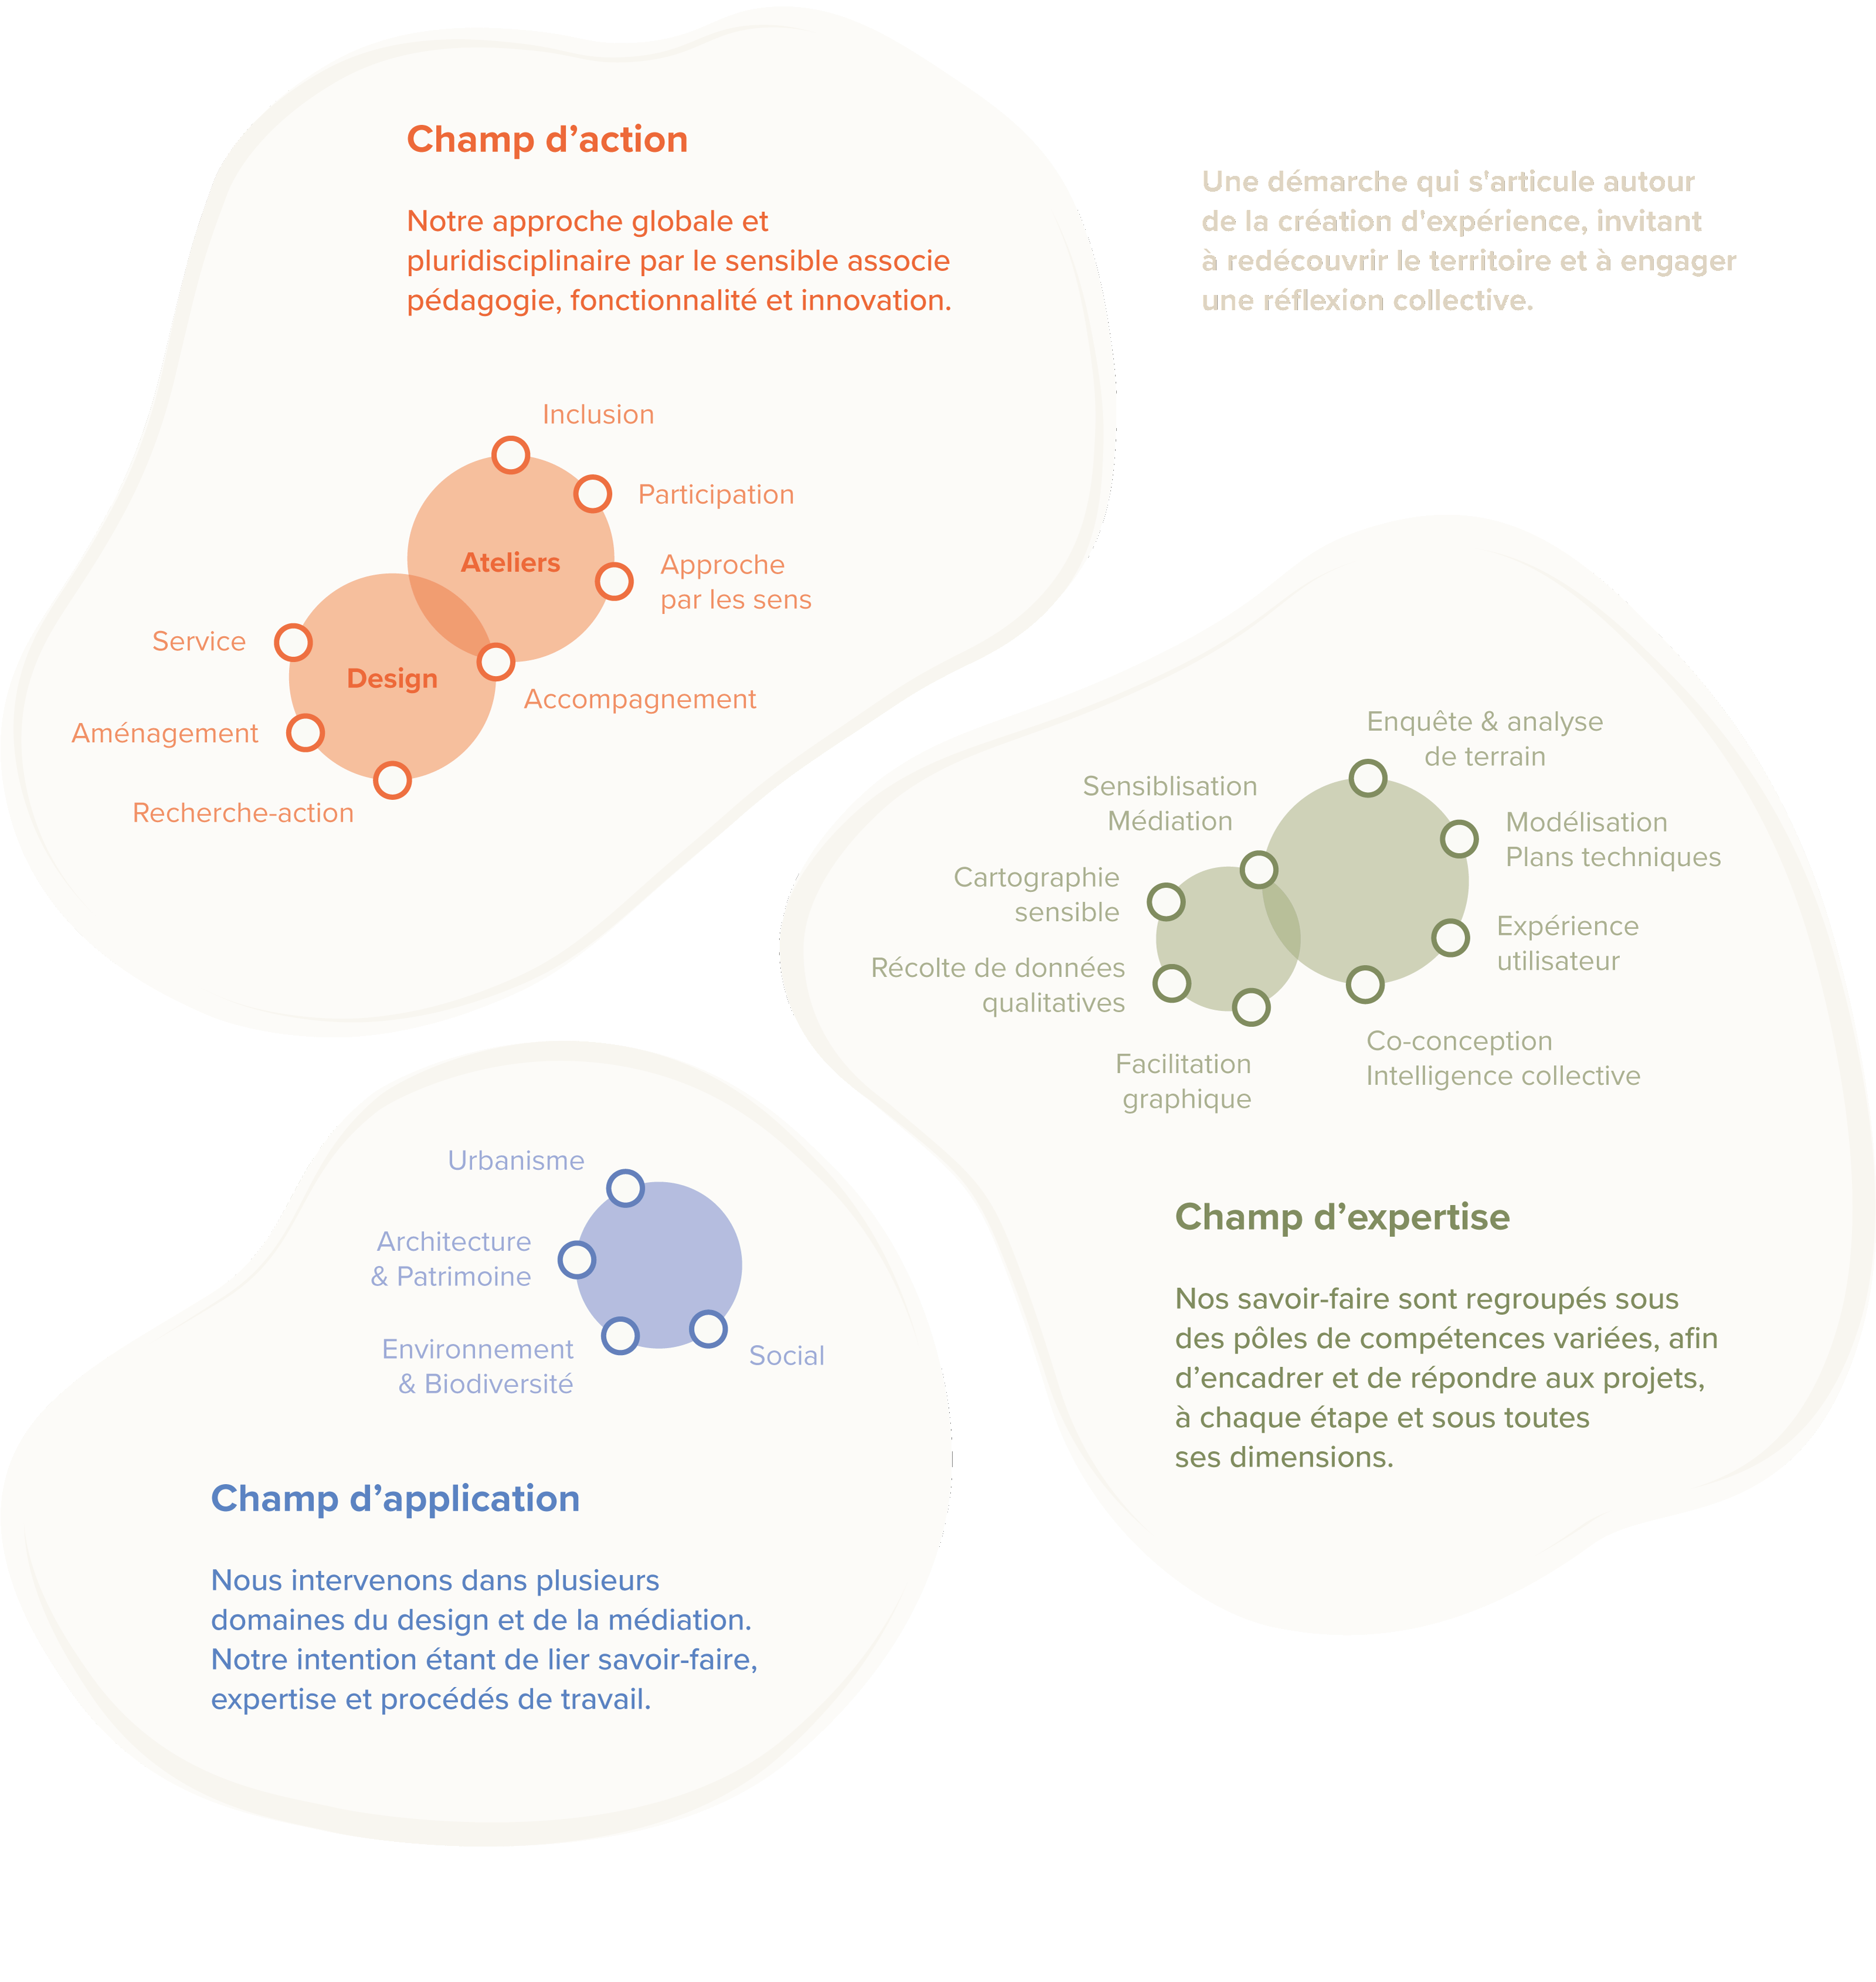 Champ d’action
Notre approche globale et
pluridisciplinaire par le sensible associe
pédagogie, fonctionnalité et innovation.
Une démarche qui s'articule autour
de la création d'expérience, invitant
à redécouvrir le territoire et à engager
une réflexion collective.
Inclusion
Participation
Ateliers
Approche
par les sens
Service
Design
Accompagnement
Aménagement
Recherche-action
Enquête & analyse
de terrain
Sensiblisation
Médiation
Modélisation
Plans techniques
Cartographie
sensible
Expérience
utilisateur
Récolte de données
qualitatives
Co-conception
Intelligence collective
Facilitation
graphique
Champ d’expertise
Nos savoir-faire sont regroupés sous
des pôles de compétences variées, afin
d’encadrer et de répondre aux projets,
à chaque étape et sous toutes
ses dimensions.
Urbanisme
Architecture
& Patrimoine
Environnement
& Biodiversité
Social
Champ d’application
Nous intervenons dans plusieurs
domaines du design et de la médiation.
Notre intention étant de lier savoir-faire,
expertise et procédés de travail.